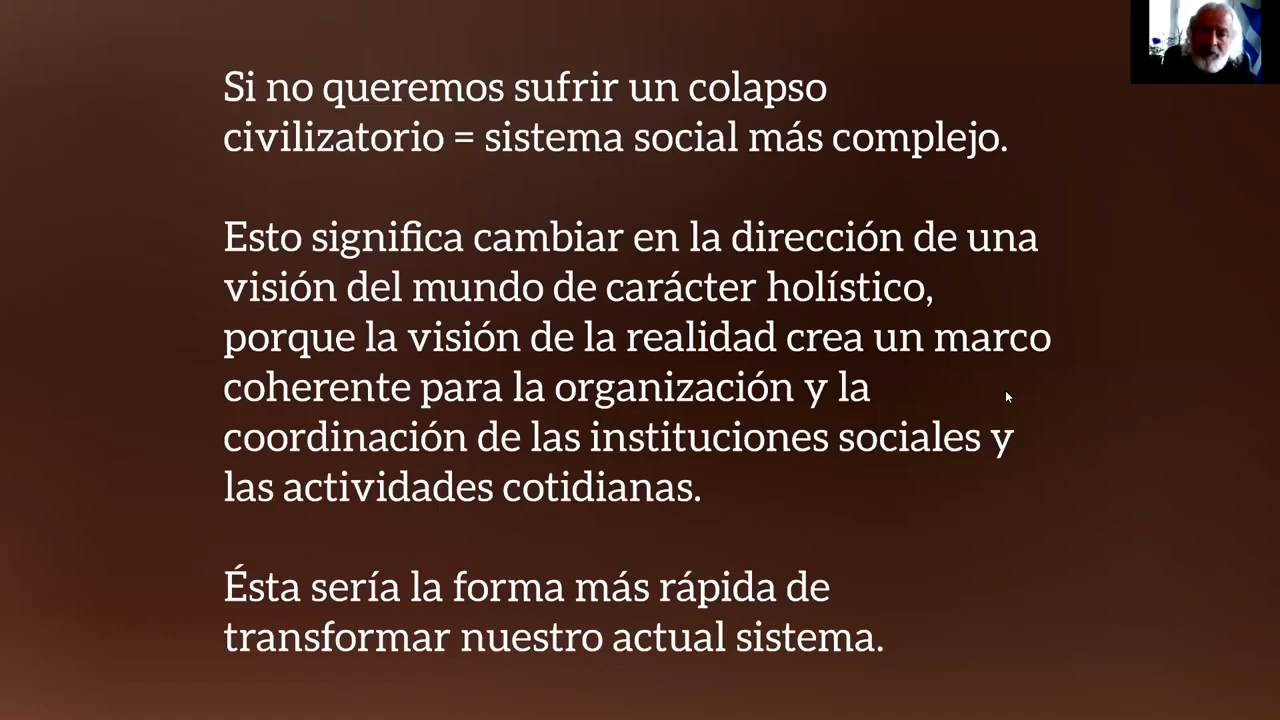 Si no queremos sufrir un colapso
civilizatorio = sistema social más complejo.
Esto significa cambiar en la dirección de una
visión del mundo de carácter holístico,
porque la visión de la realidad crea un marco
coherente para la organización y la
coordinación de las instituciones sociales y
las actividades cotidianas.
Ésta sería la forma más rápida de
transformar nuestro actual sistema.